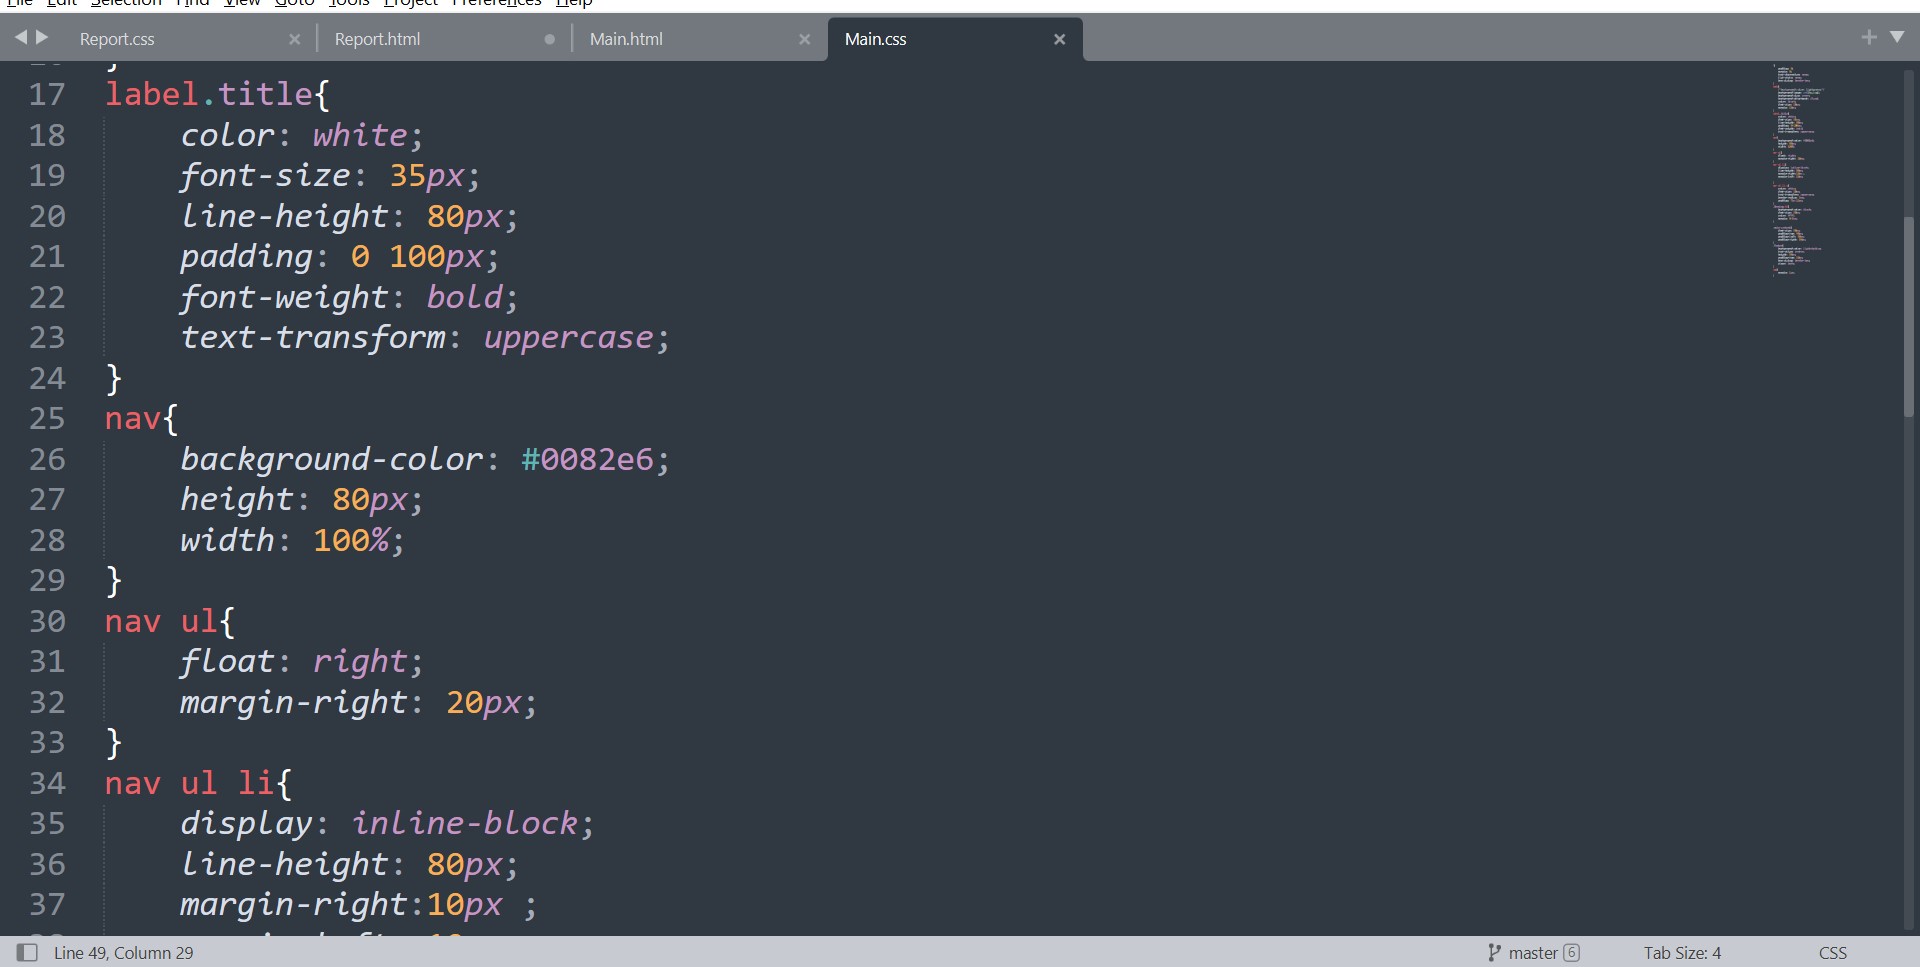 File Edit Selection Find View Goto Tools Project Preferences Help
Report.css Report.html Main.html Main.css
17 label.title{
18 color: white;
19 font-size: 35px;
20 line-height: 80px;
21 padding: 0 100px;
22 font-weight: bold;
23 text-transform: uppercase;
24 }
25 nav{
26 background-color: #0082e6;
27 height: 80px;
28 width: 100%;
29 }
30 nav ul{
31 float: right;
32 margin-right: 20px;
33 }
34 nav ul li{
35 display: inline-block;
36 line-height: 80px;
37 margin-right:10px ;
Line 49, Column 29 master 6 Tab Size: 4 CSS